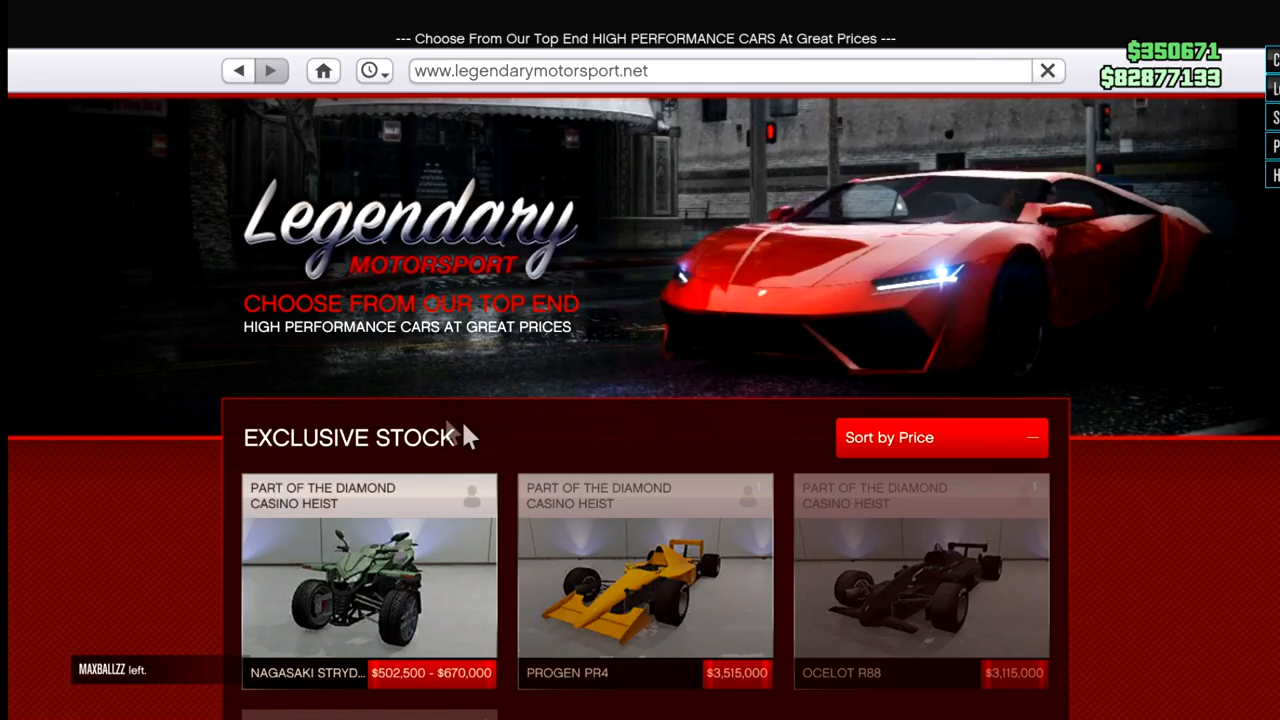 --- Choose From Our Top End HIGH PERFORMANCE CARS At Great Prices ---
$350671
www.legendarymotorsport.net
$82877133
Legendary
MOTORSPORT
CHOOSE FROM OUR TOP END
HIGH PERFORMANCE CARS AT GREAT PRICES
EXCLUSIVE STOCK
Sort by Price
PART OF THE DIAMOND
CASINO HEIST
PART OF THE DIAMOND
CASINO HEIST
PART OF THE DIAMOND
CASINO HEIST
NAGASAKI STRYD... $502,500 - $670,000
PROGEN PR4 $3,515,000
OCELOT R88 $3,115,000
MAXBALLZZ left.